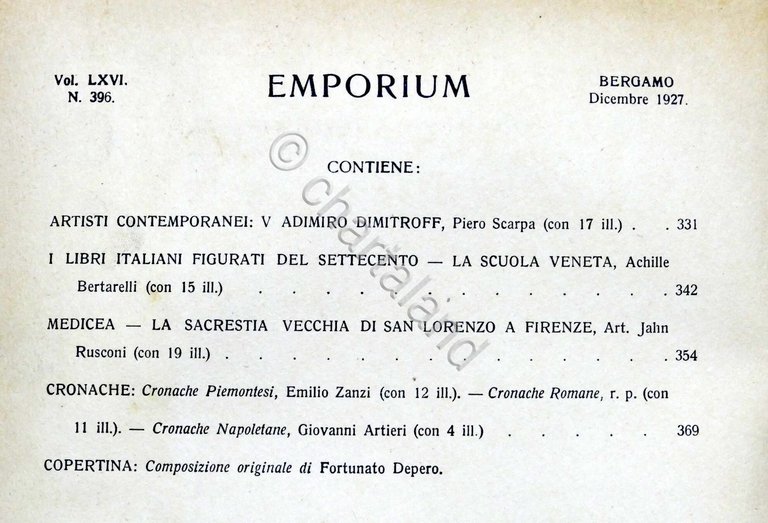 Vol. LXVI.
N. 396.
EMPORIUM
BERGAMO
Dicembre 1927.
CONTIENE:
ARTISTI CONTEMPORANEI: V ADIMIRO DIMITROFF, Piero Scarpa (con 17 ill.) . . 331
I LIBRI ITALIANI FIGURATI DEL SETTECENTO — LA SCUOLA VENETA, Achille
Bertarelli (con 15 ill.) . . . . . . . . . . . . . 342
MEDICEA — LA SACRESTIA VECCHIA DI SAN LORENZO A FIRENZE, Art. Jahn
Rusconi (con 19 ill.) . . . . . . . . . . . . . . 354
CRONACHE: Cronache Piemontesi, Emilio Zanzi (con 12 ill.). — Cronache Romane, r. p. (con
11 ill.). — Cronache Napoletane, Giovanni Artieri (con 4 ill.) . . . . . 369
COPERTINA: Composizione originale di Fortunato Depero.
© chartaland